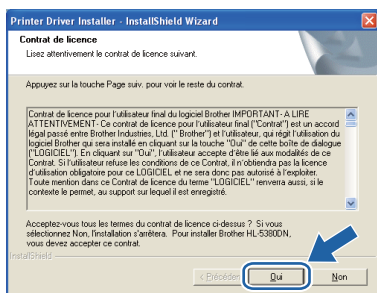 Printer Driver Installer - InstallShield Wizard
Contrat de licence
Lisez attentivement le contrat de licence suivant.
Appuyez sur la touche Page suiv. pour voir le reste du contrat.
Contrat de licence pour l'utilisateur final du logiciel Brother IMPORTANT- A LIRE
ATTENTIVEMENT- Ce contrat de licence pour l'utilisateur final ("Contrat") est un accord
légal passé entre Brother Industries, Ltd. (" Brother") et l'utilisateur, qui régit l'utilisation du
logiciel Brother qui sera installé en cliquant sur la touche "Oui" de cette boîte de dialogue
("LOGICIEL"). En cliquant sur "Oui", l'utilisateur accepte d'être lié aux modalités de ce
Contrat. Si l'utilisateur refuse les conditions de ce Contrat, il n'obtiendra pas la licence
d'utilisation obligatoire pour ce LOGICIEL et ne sera donc pas autorisé à l'exploiter.
Toute mention dans ce Contrat de licence du terme "LOGICIEL" renverra aussi, si le
contexte le permet, au support sur lequel il est enregistré.
Acceptez-vous tous les termes du contrat de licence ci-dessus ? Si vous
sélectionnez Non, l'installation s'arrêtera. Pour installer Brother HL-5380DN,
vous devez accepter ce contrat.
InstallShield
< Précédent
Oui
Non